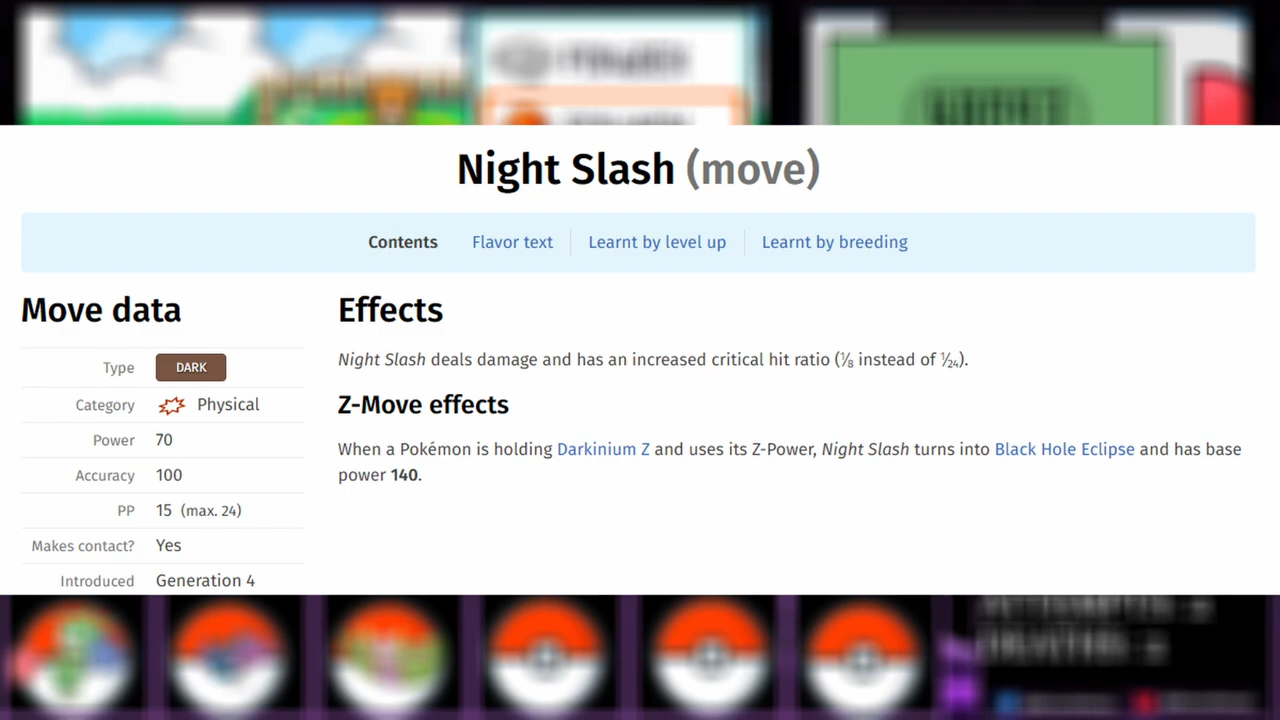 Night Slash (move)
Contents Flavor text Learnt by level up Learnt by breeding
Move data
Type DARK
Category Physical
Power 70
Accuracy 100
PP 15 (max. 24)
Makes contact? Yes
Introduced Generation 4
Effects
Night Slash deals damage and has an increased critical hit ratio (⅛ instead of 1⁄24).
Z-Move effects
When a Pokémon is holding Darkinium Z and uses its Z-Power, Night Slash turns into Black Hole Eclipse and has base
power 140.